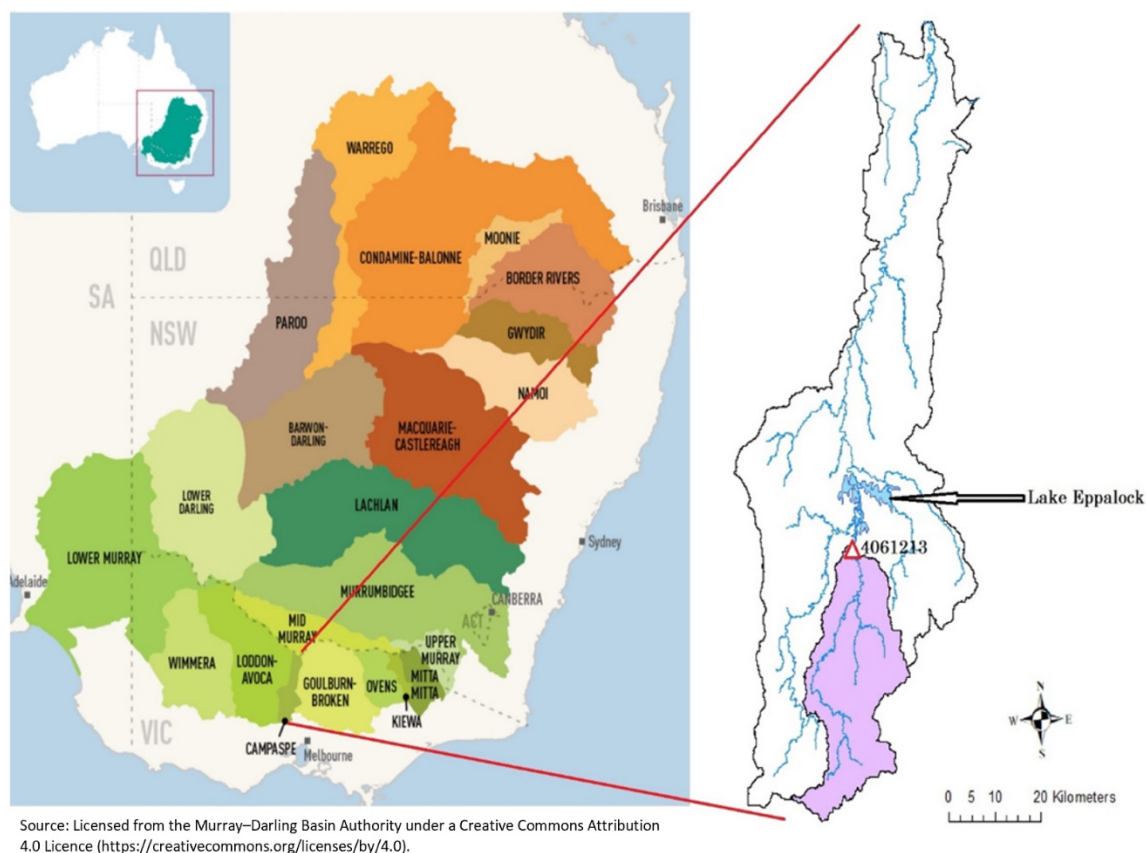 WARREGO
Brisbane
MOONIE
CONDAMINE-BALONNE
QLD
BORDER RIVERS
SA
NSW
PAROO
GWYDIR
NAMOI
BARWON-
DARLING
MACQUARIE-
CASTLEREAGH
LOWER
DARLING
LACHLAN
Sydney
LOWER MURRAY
Adelaide
MURRUMBIDGEE
CANBERRA
ACT
MID
MURRAY
UPPER
MURRAY
WIMMERA
LODDON-
AVOCA
GOULBURN-
BROKEN
OVENS
MITTA
MITTA
KIEWA
VIC
CAMPASPE
Melbourne
Lake Eppalock
4061213
N
W
E
S
0 5 10 20 Kilometers
Source: Licensed from the Murray–Darling Basin Authority under a Creative Commons Attribution
4.0 Licence (https://creativecommons.org/licenses/by/4.0).